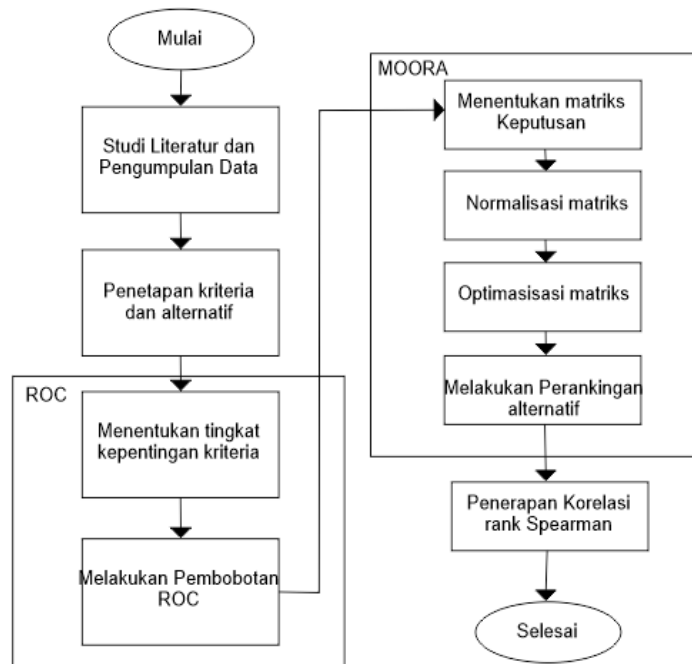 Mulai
Studi Literatur dan
Pengumpulan Data
Penetapan kriteria
dan alternatif
ROC
Menentukan tingkat
kepentingan kriteria
Melakukan Pembobotan
ROC
MOORA
Menentukan matriks
Keputusan
Normalisasi matriks
Optimasisasi matriks
Melakukan Perankingan
alternatif
Penerapan Korelasi
rank Spearman
Selesai